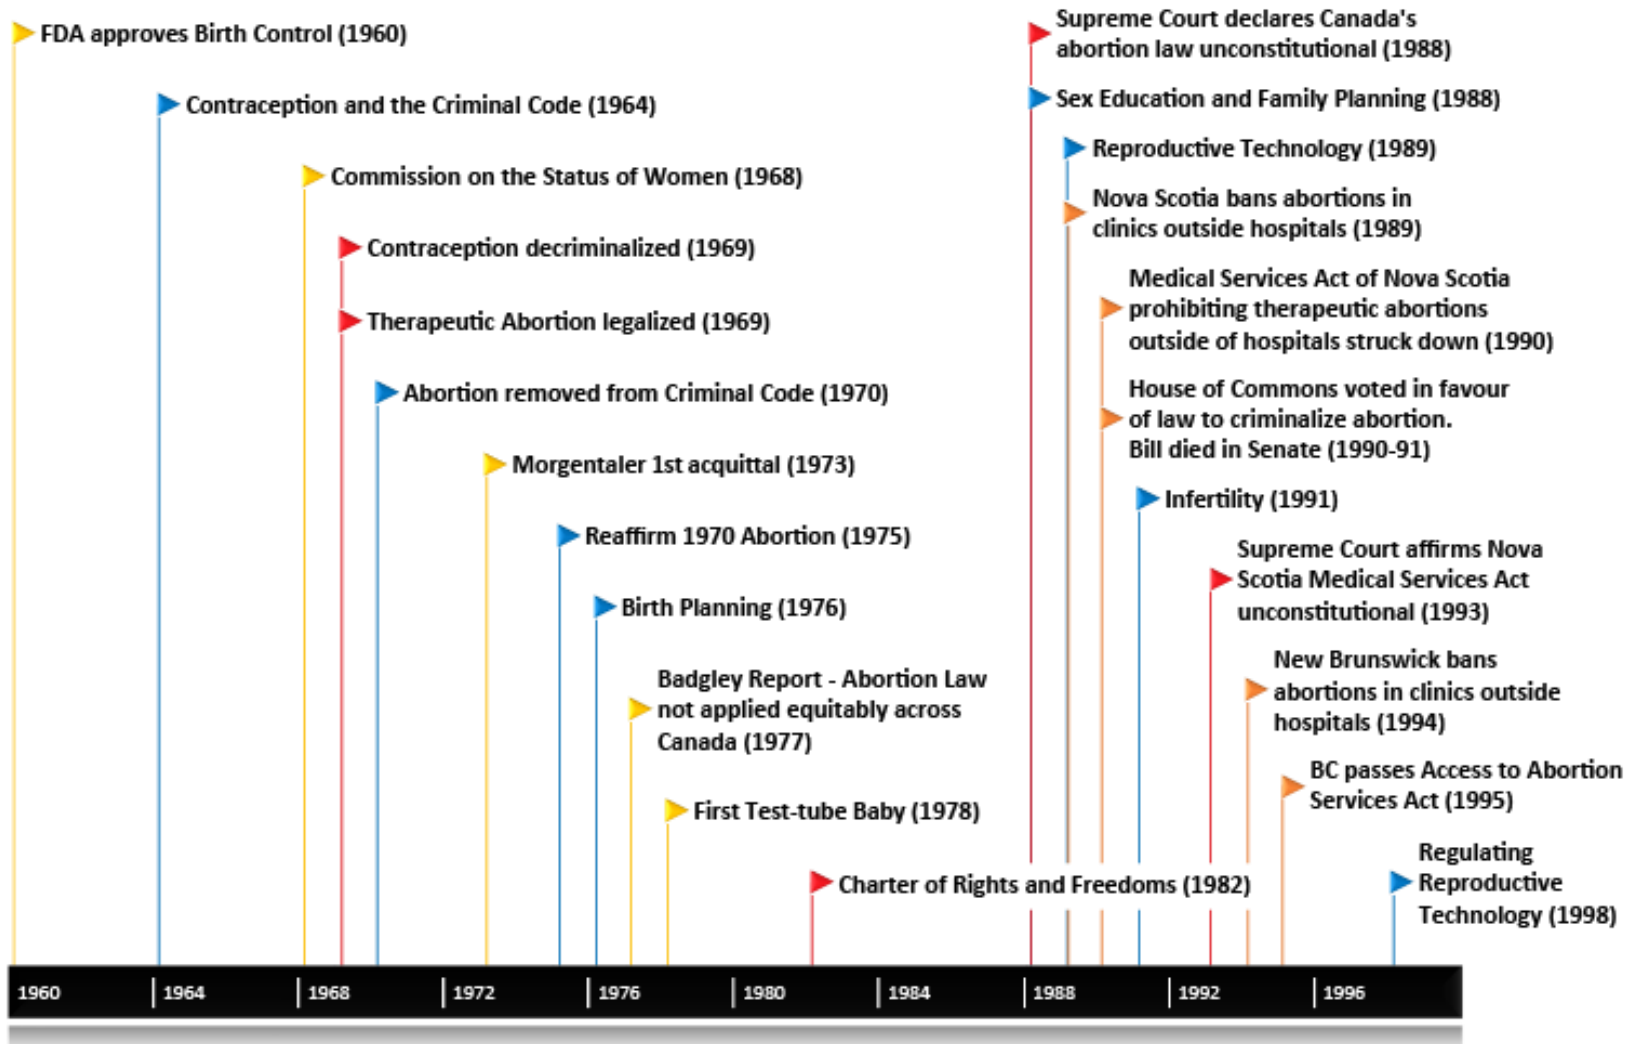 FDA approves Birth Control (1960)
Contraception and the Criminal Code (1964)
Commission on the Status of Women (1968)
Contraception decriminalized (1969)
Therapeutic Abortion legalized (1969)
Abortion removed from Criminal Code (1970)
Morgentaler 1st acquittal (1973)
Reaffirm 1970 Abortion (1975)
Birth Planning (1976)
Badgley Report - Abortion Law
not applied equitably across
Canada (1977)
First Test-tube Baby (1978)
Charter of Rights and Freedoms (1982)
Supreme Court declares Canada's
abortion law unconstitutional (1988)
Sex Education and Family Planning (1988)
Reproductive Technology (1989)
Nova Scotia bans abortions in
clinics outside hospitals (1989)
Medical Services Act of Nova Scotia
prohibiting therapeutic abortions
outside of hospitals struck down (1990)
House of Commons voted in favour
of law to criminalize abortion.
Bill died in Senate (1990-91)
Infertility (1991)
Supreme Court affirms Nova
Scotia Medical Services Act
unconstitutional (1993)
New Brunswick bans
abortions in clinics outside
hospitals (1994)
BC passes Access to Abortion
Services Act (1995)
Regulating
Reproductive
Technology (1998)
1960 1964 1968 1972 1976 1980 1984 1988 1992 1996